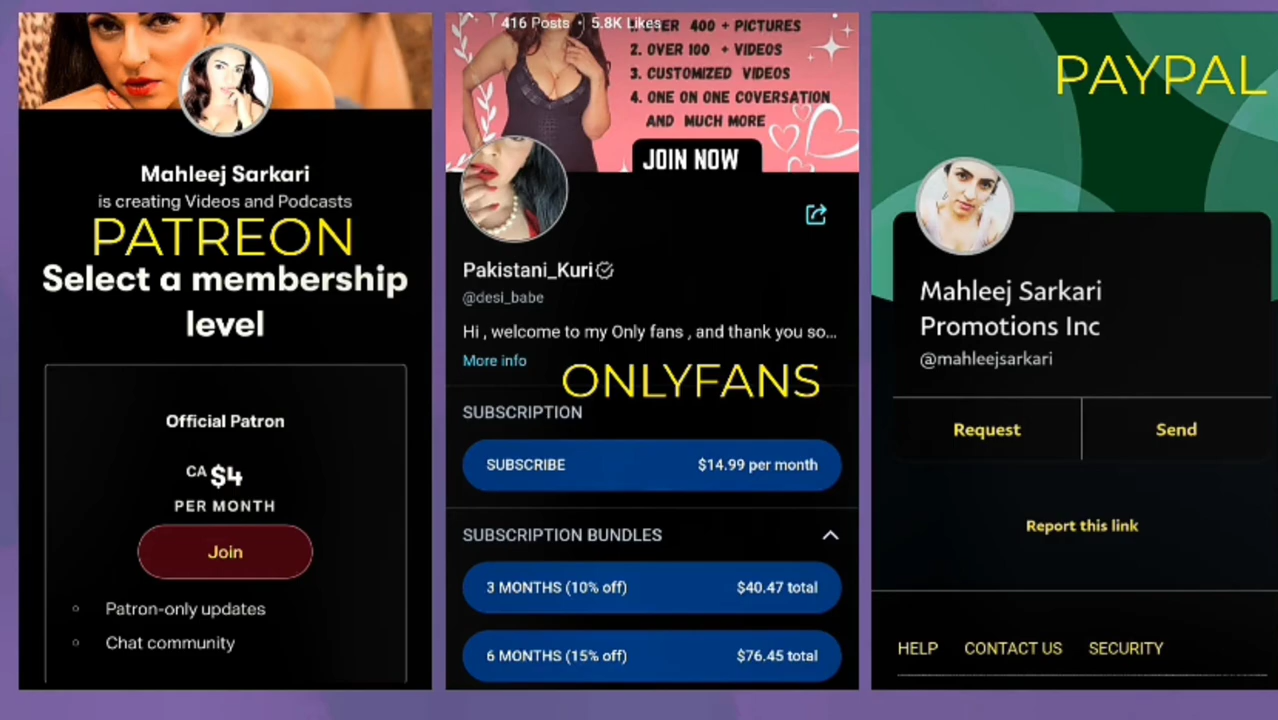 Mahleej Sarkari
is creating Videos and Podcasts
PATREON
Select a membership
level
Official Patron
CA $4
PER MONTH
Join
Patron-only updates
Chat community
416 Posts · 5.8K Likes
1. OVER 400 + PICTURES
2. OVER 100 + VIDEOS
3. CUSTOMIZED VIDEOS
4. ONE ON ONE COVERSATION
AND MUCH MORE
JOIN NOW
Pakistani_Kuri
@desi_babe
Hi , welcome to my Only fans , and thank you so...
More info
ONLYFANS
SUBSCRIPTION
SUBSCRIBE $14.99 per month
SUBSCRIPTION BUNDLES
3 MONTHS (10% off) $40.47 total
6 MONTHS (15% off) $76.45 total
PAYPAL
Mahleej Sarkari
Promotions Inc
@mahleejsarkari
Request Send
Report this link
HELP CONTACT US SECURITY